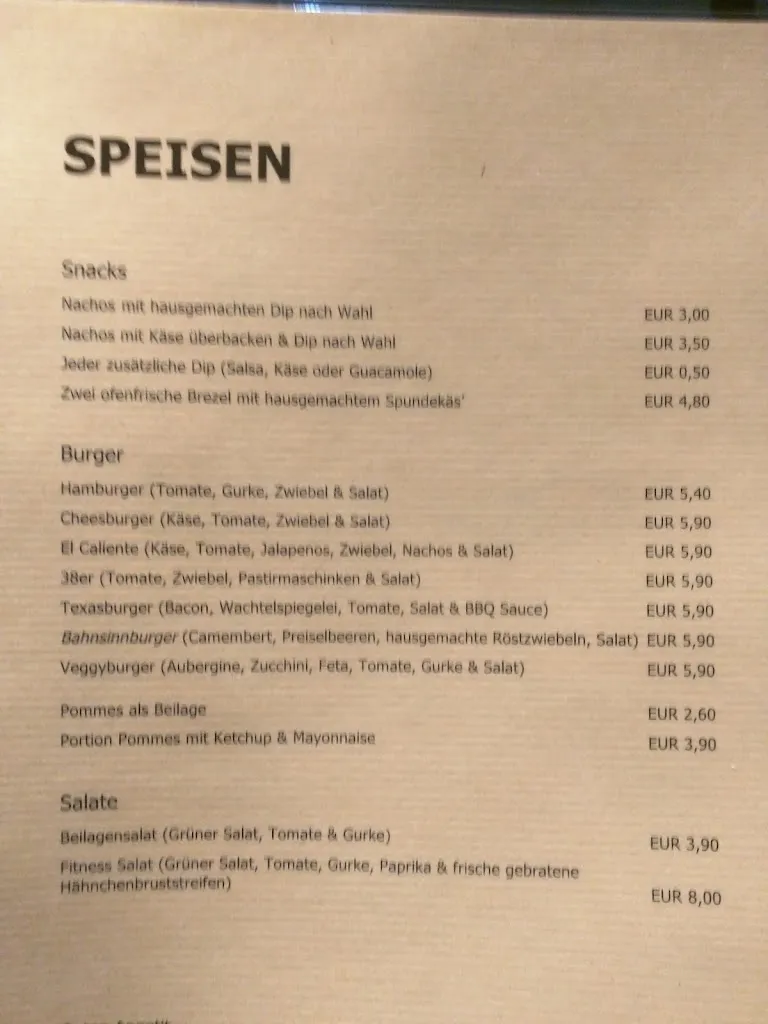 SPEISEN
Snacks
Nachos mit hausgemachten Dip nach Wahl EUR 3,00
Nachos mit Käse überbacken & Dip nach Wahl EUR 3,50
Jeder zusätzliche Dip (Salsa, Käse oder Guacamole) EUR 0,50
Zwei ofenfrische Brezel mit hausgemachtem Spundekäs' EUR 4,80
Burger
Hamburger (Tomate, Gurke, Zwiebel & Salat) EUR 5,40
Cheesburger (Käse, Tomate, Zwiebel & Salat) EUR 5,90
El Caliente (Käse, Tomate, Jalapenos, Zwiebel, Nachos & Salat) EUR 5,90
38er (Tomate, Zwiebel, Pastirmaschinken & Salat) EUR 5,90
Texasburger (Bacon, Wachtelspiegelei, Tomate, Salat & BBQ Sauce) EUR 5,90
Bahnsinnburger (Camembert, Preiselbeeren, hausgemachte Röstzwiebeln, Salat) EUR 5,90
Veggyburger (Aubergine, Zucchini, Feta, Tomate, Gurke & Salat) EUR 5,90
Pommes als Beilage EUR 2,60
Portion Pommes mit Ketchup & Mayonnaise EUR 3,90
Salate
Beilagensalat (Grüner Salat, Tomate & Gurke) EUR 3,90
Fitness Salat (Grüner Salat, Tomate, Gurke, Paprika & frische gebratene
Hähnchenbruststreifen) EUR 8,00